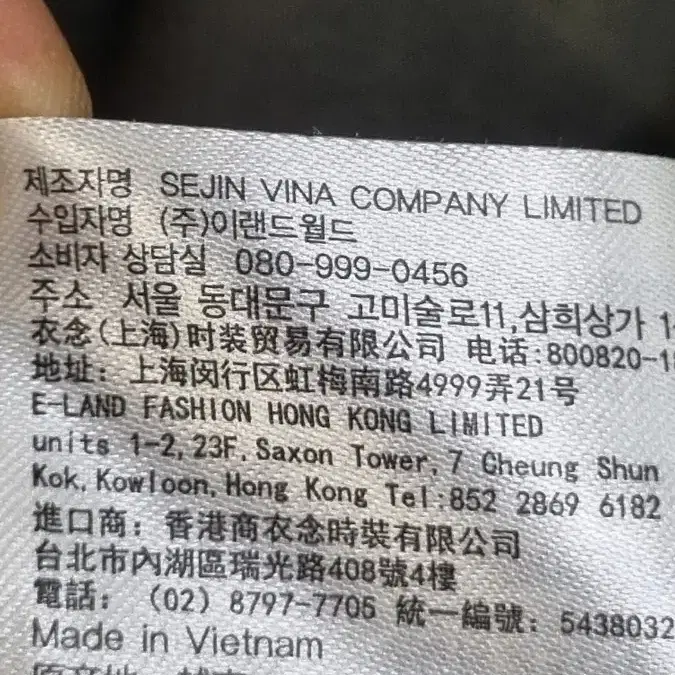 제조자명 SEJIN VINA COMPANY LIMITED
수입자명 (주)이랜드월드
소비자 상담실 080-999-0456
주소 서울 동대문구 고미술로11,삼희상가
衣念(上海)时装贸易有限公司 电话:800820-1
地址: 上海闵行区虹梅南路4999弄21号
E-LAND FASHION HONG KONG LIMITED
units 1-2,23F,Saxon Tower,7 Cheung Shun
Kok,Kowloon,Hong Kong Tel:852 2869 6182
進口商: 香港商衣念時裝有限公司
台北市內湖區瑞光路408號4樓
電話: (02) 8797-7705 統一編號: 5438032
Made in Vietnam